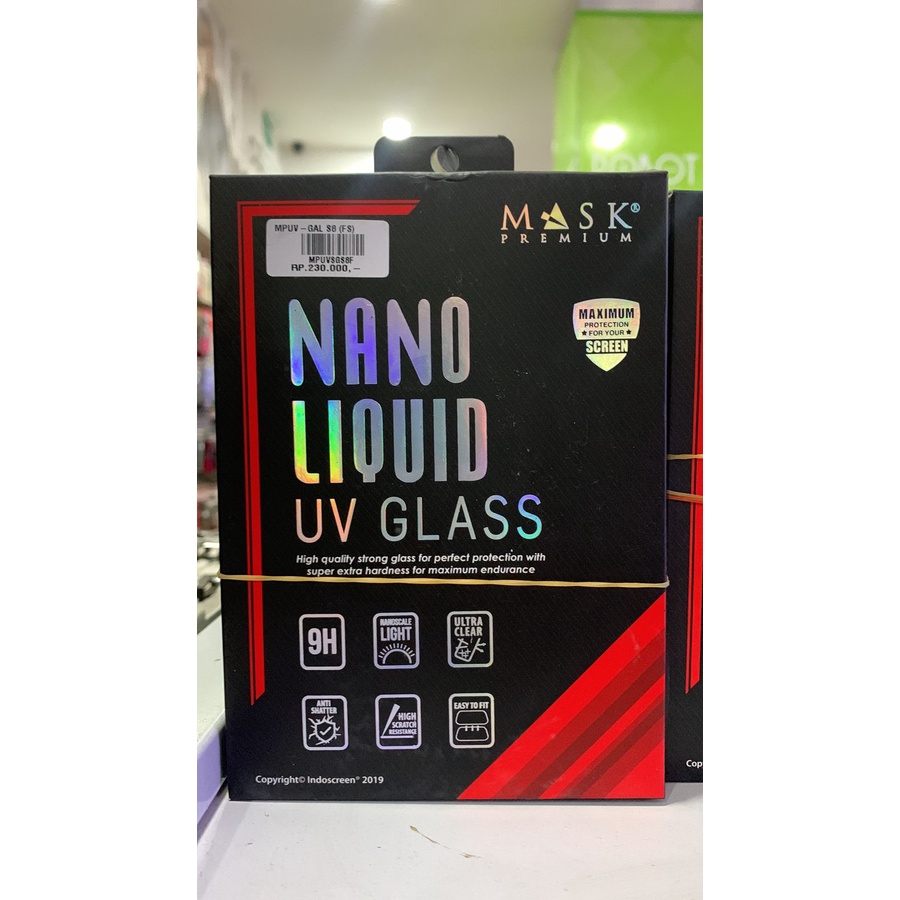 MASK®
PREMIUM
MPUV - GAL S8 (FS)
MPUVSGS8F
RP.230.000,-
NANO
LIQUID
UV GLASS
MAXIMUM
PROTECTION
★ FOR YOUR ★
SCREEN
High quality strong glass for perfect protection with
super extra hardness for maximum endurance
9H
NANOSCALE
LIGHT
ULTRA
CLEAR
ANTI
SHATTER
HIGH
SCRATCH
RESISTANCE
EASY TO FIT
Copyright© Indoscreen® 2019